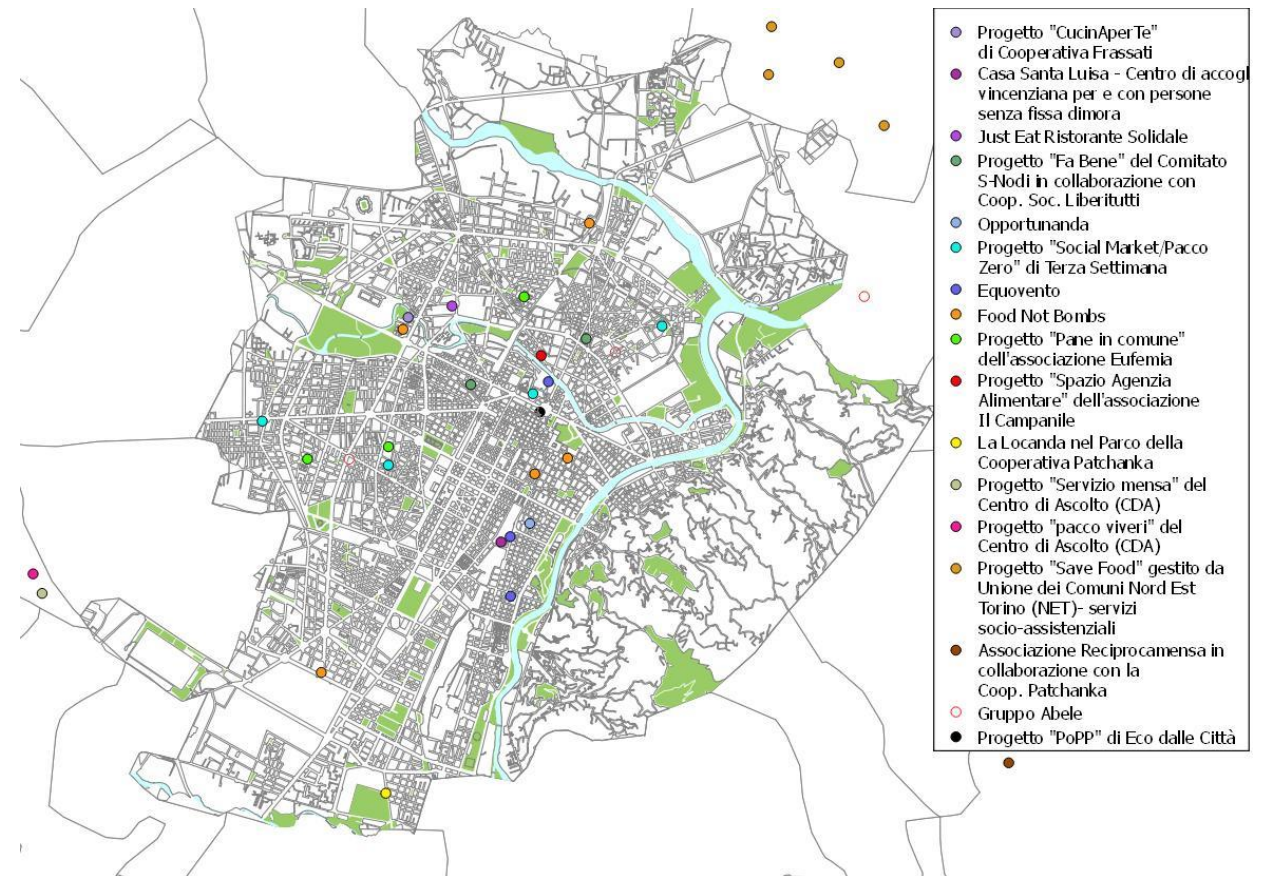 Progetto "CucinAperTe"
di Cooperativa Frassati
Casa Santa Luisa - Centro di accogl
vincenziana per e con persone
senza fissa dimora
Just Eat Ristorante Solidale
Progetto "Fa Bene" del Comitato
S-Nodi in collaborazione con
Coop. Soc. Liberitutti
Opportunanda
Progetto "Social Market/Pacco
Zero" di Terza Settimana
Equovento
Food Not Bombs
Progetto "Pane in comune"
dell'associazione Eufemia
Progetto "Spazio Agenzia
Alimentare" dell'associazione
Il Campanile
La Locanda nel Parco della
Cooperativa Patchanka
Progetto "Servizio mensa" del
Centro di Ascolto (CDA)
Progetto "pacco viveri" del
Centro di Ascolto (CDA)
Progetto "Save Food" gestito da
Unione dei Comuni Nord Est
Torino (NET)- servizi
socio-assistenziali
Associazione Reciprocamensa in
collaborazione con la
Coop. Patchanka
Gruppo Abele
Progetto "PoPP" di Eco dalle Città